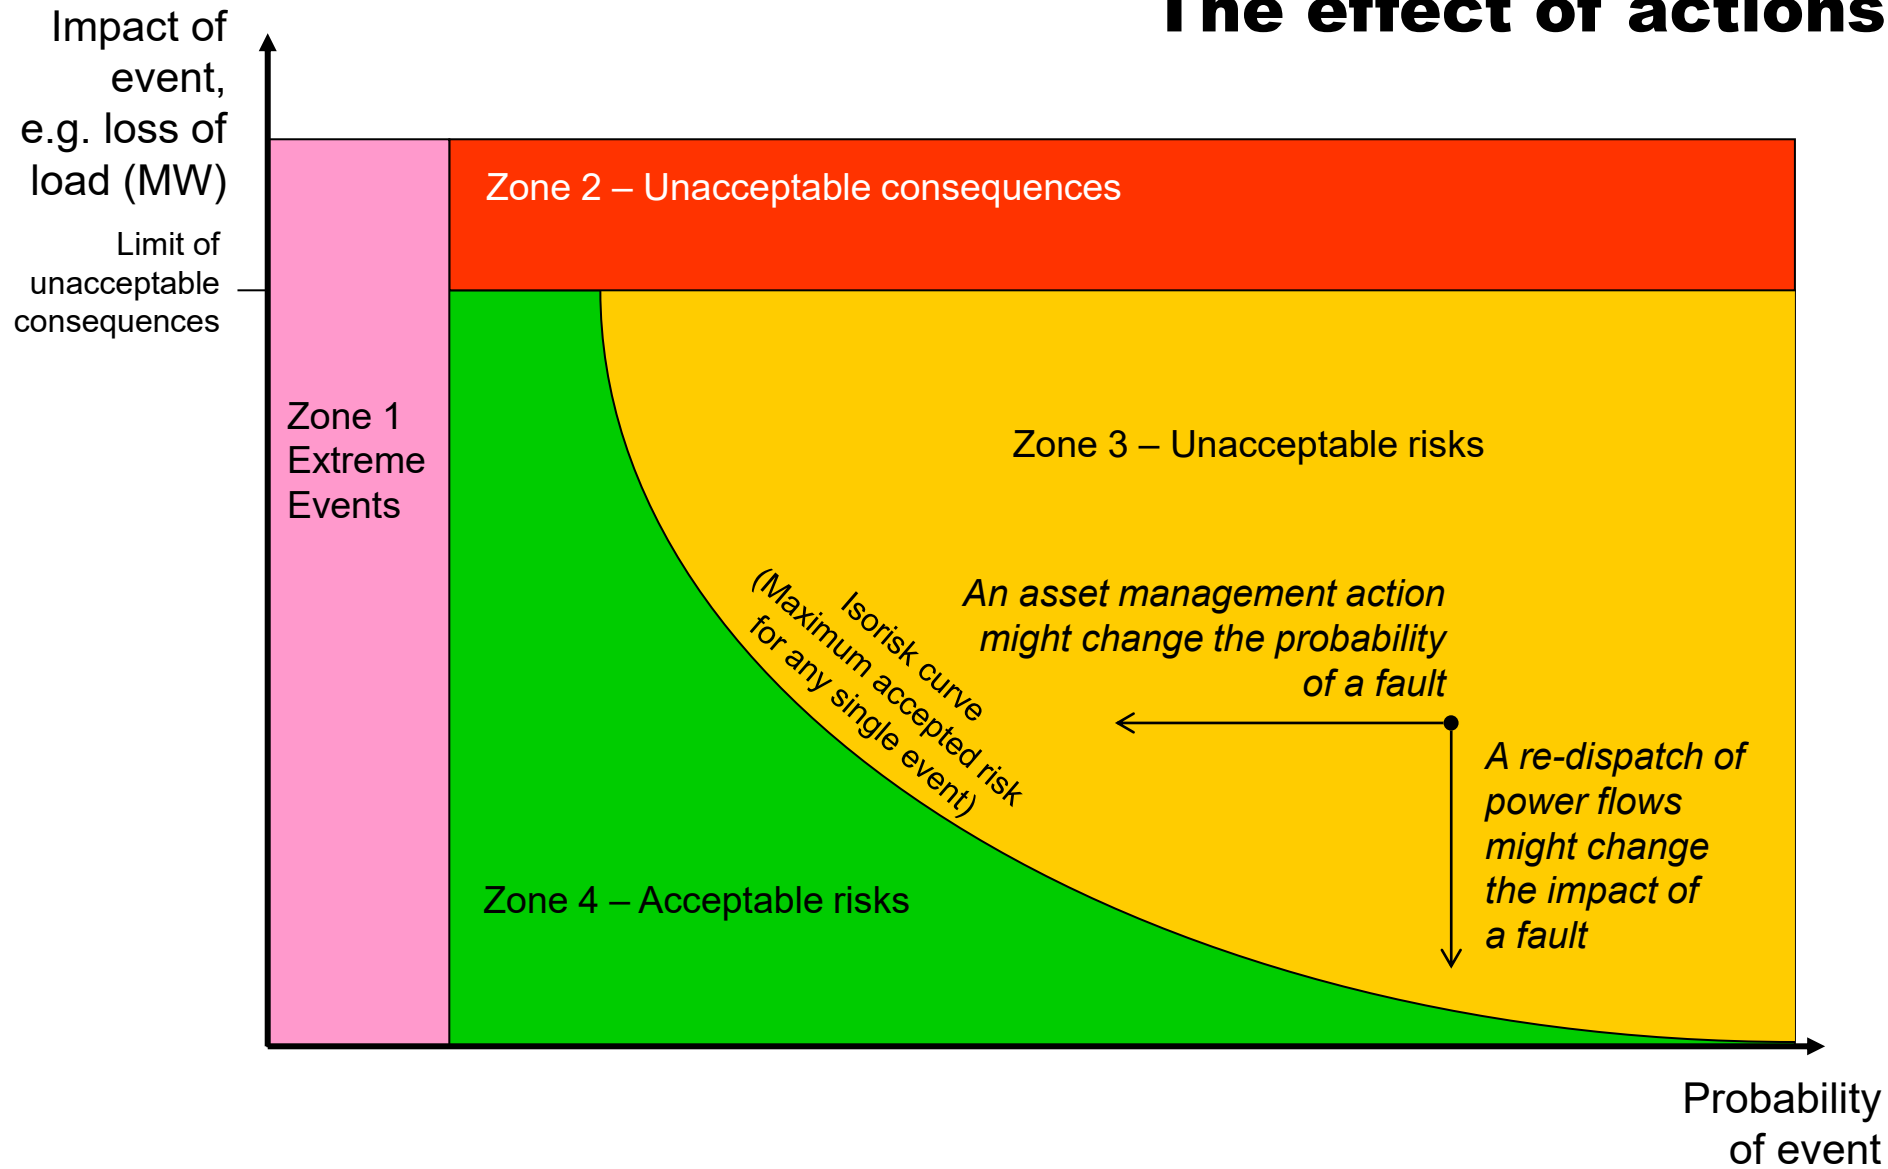 The effect of actions
Impact of
event,
e.g. loss of
load (MW)
Limit of
unacceptable
consequences
Zone 2 – Unacceptable consequences
Zone 1
Extreme
Events
Zone 3 – Unacceptable risks
Isorisk curve
(Maximum accepted risk
for any single event)
An asset management action
might change the probability
of a fault
A re-dispatch of
power flows
might change
the impact of
a fault
Zone 4 – Acceptable risks
Probability
of event